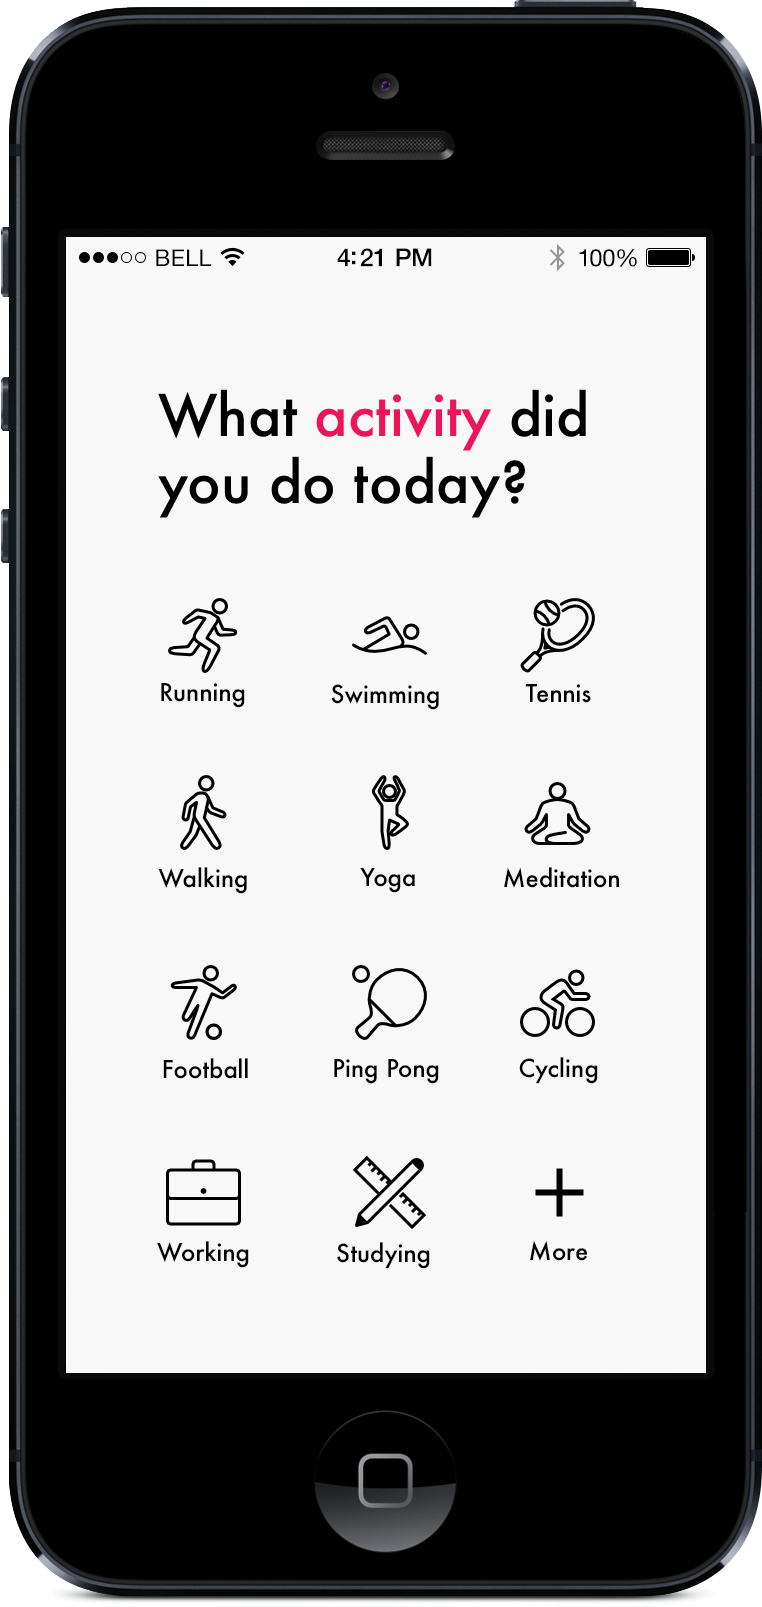 BELL 4:21 PM 100%
What activity did
you do today?
Running Swimming Tennis
Walking Yoga Meditation
Football Ping Pong Cycling
Working Studying More